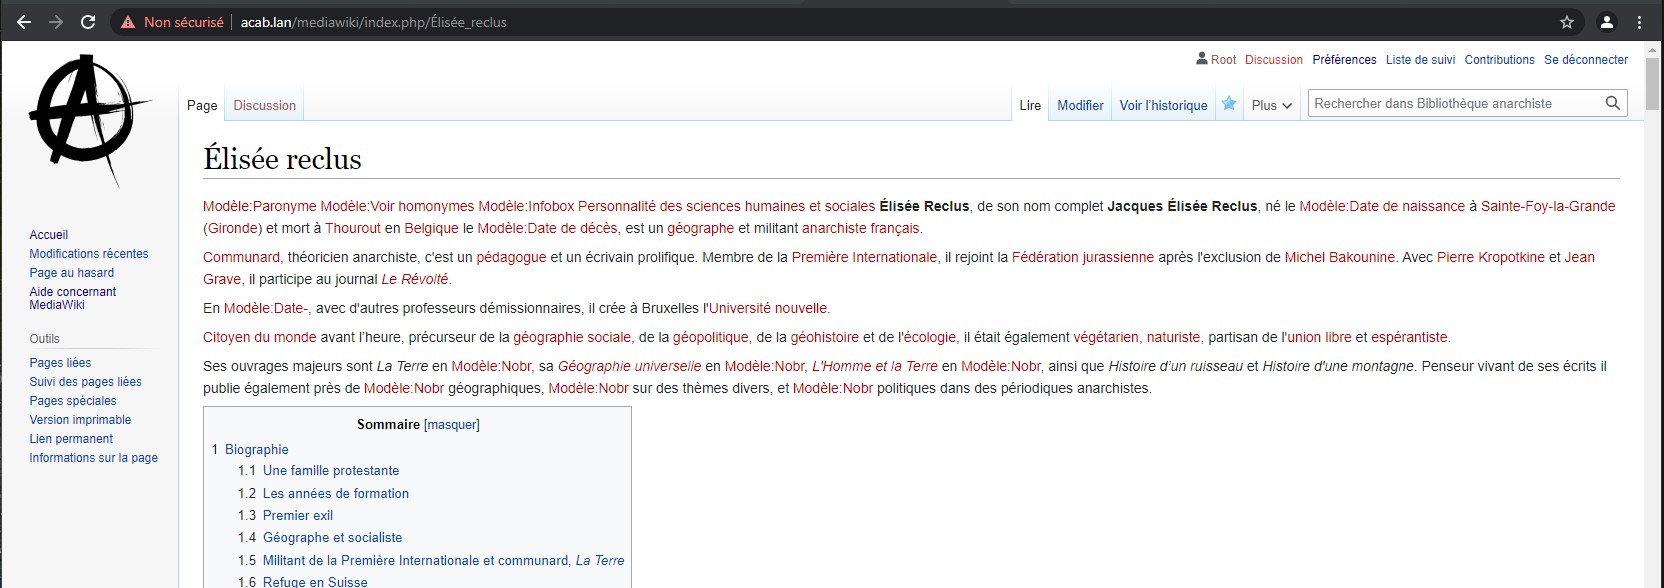 Non sécurisé acab.lan/mediawiki/index.php/Élisée_reclus
Root Discussion Préférences Liste de suivi Contributions Se déconnecter
Page Discussion Lire Modifier Voir l'historique Plus Rechercher dans Bibliothèque anarchiste
Élisée reclus
Modèle:Paronyme Modèle:Voir homonymes Modèle:Infobox Personnalité des sciences humaines et sociales Élisée Reclus, de son nom complet Jacques Élisée Reclus, né le Modèle:Date de naissance à Sainte-Foy-la-Grande
(Gironde) et mort à Thourout en Belgique le Modèle:Date de décès, est un géographe et militant anarchiste français.
Communard, théoricien anarchiste, c'est un pédagogue et un écrivain prolifique. Membre de la Première Internationale, il rejoint la Fédération jurassienne après l'exclusion de Michel Bakounine. Avec Pierre Kropotkine et Jean
Grave, il participe au journal Le Révolté.
En Modèle:Date-, avec d'autres professeurs démissionnaires, il crée à Bruxelles l'Université nouvelle.
Citoyen du monde avant l'heure, précurseur de la géographie sociale, de la géopolitique, de la géohistoire et de l'écologie, il était également végétarien, naturiste, partisan de l'union libre et espérantiste.
Ses ouvrages majeurs sont La Terre en Modèle:Nobr, sa Géographie universelle en Modèle:Nobr, L'Homme et la Terre en Modèle:Nobr, ainsi que Histoire d'un ruisseau et Histoire d'une montagne. Penseur vivant de ses écrits il
publie également près de Modèle:Nobr géographiques, Modèle:Nobr sur des thèmes divers, et Modèle:Nobr politiques dans des périodiques anarchistes.
Sommaire [masquer]
1 Biographie
1.1 Une famille protestante
1.2 Les années de formation
1.3 Premier exil
1.4 Géographe et socialiste
1.5 Militant de la Première Internationale et communard, La Terre
1.6 Refuge en Suisse
Accueil
Modifications récentes
Page au hasard
Aide concernant
MediaWiki
Outils
Pages liées
Suivi des pages liées
Pages spéciales
Version imprimable
Lien permanent
Informations sur la page